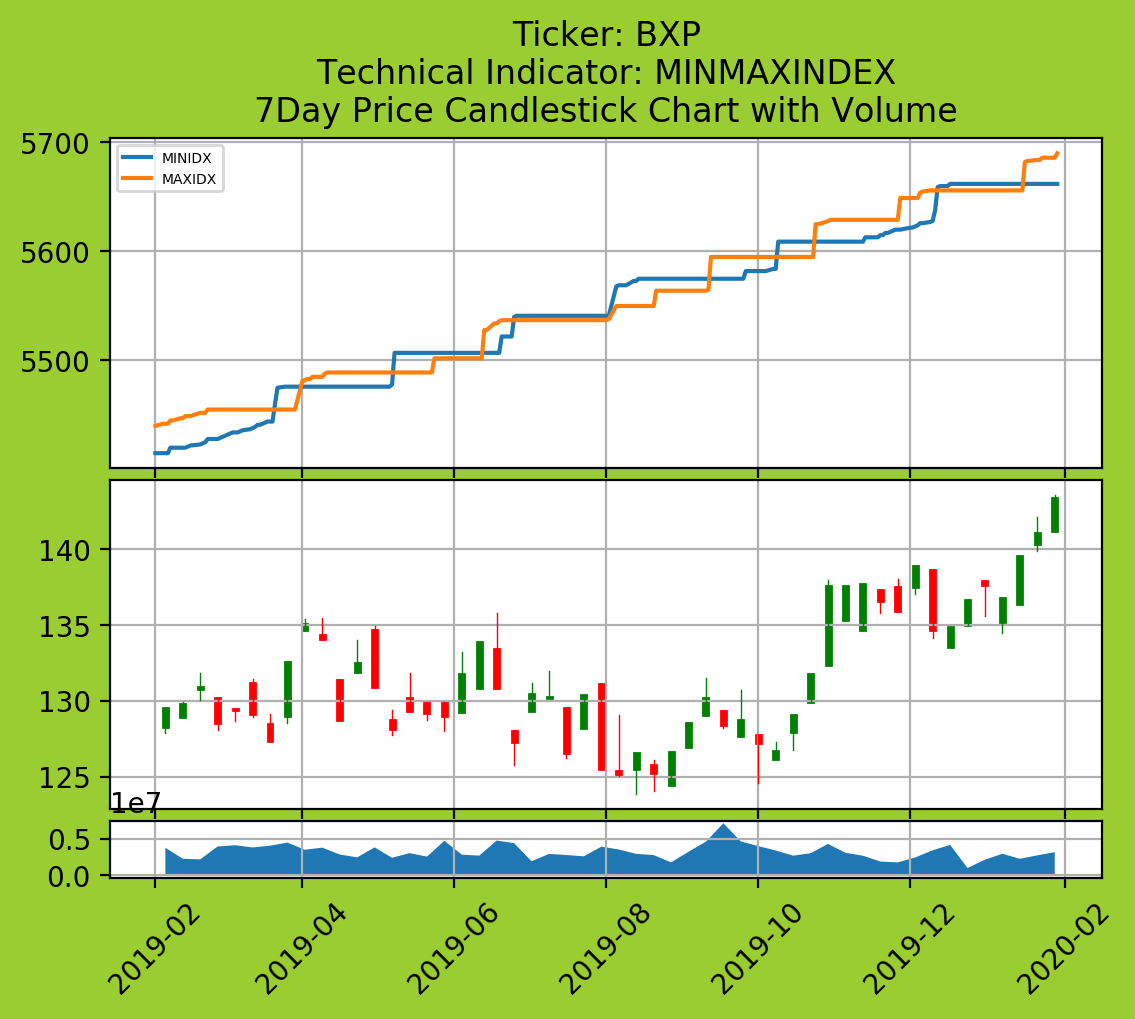 Ticker: BXP
Technical Indicator: MINMAXINDEX
7Day Price Candlestick Chart with Volume
MINIDX
MAXIDX
5700
5600
5500
140
135
130
125
1e7
0.5
0.0
2019-02
2019-04
2019-06
2019-08
2019-10
2019-12
2020-02